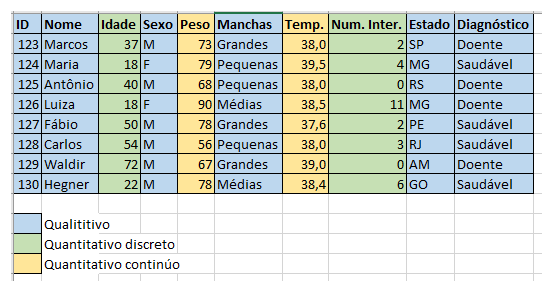 ID Nome Idade Sexo Peso Manchas Temp. Num. Inter. Estado Diagnóstico
123 Marcos 37 M 73 Grandes 38,0 2 SP Doente
124 Maria 18 F 79 Pequenas 39,5 4 MG Saudável
125 Antônio 40 M 68 Pequenas 38,0 0 RS Doente
126 Luiza 18 F 90 Médias 38,5 11 MG Doente
127 Fábio 50 M 78 Grandes 37,6 2 PE Saudável
128 Carlos 54 M 56 Pequenas 38,0 3 RJ Saudável
129 Waldir 72 M 67 Grandes 39,0 0 AM Doente
130 Hegner 22 M 78 Médias 38,4 6 GO Saudável
Qualititivo
Quantitativo discreto
Quantitativo continúo